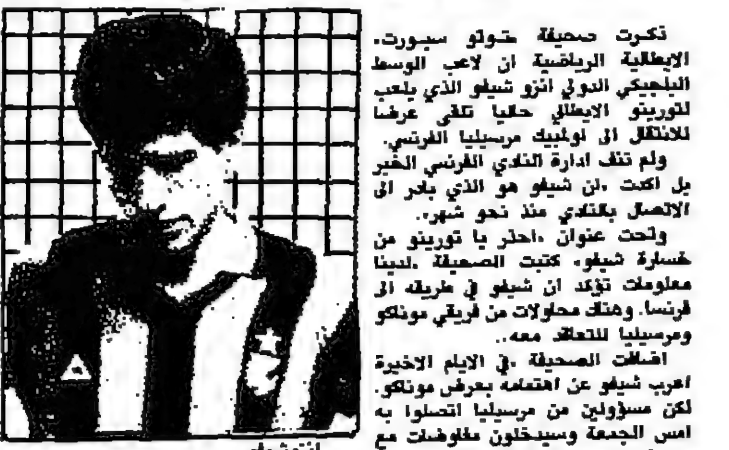 ذكرت صحيفة «توتو سبورت»
الايطالية الرياضية ان لاعب الوسط
البلجيكي الدولي انزو شيفو الذي يلعب
لتورينو الايطالي حاليا تلقى عرضا
للانتقال الى اولمبيك مرسيليا الفرنسي.
ولم تنف ادارة النادي الفرنسي الخبر
بل اكدت «ان شيفو هو الذي بادر الى
الاتصال بالنادي منذ نحو شهر».
وتحت عنوان «احذر يا تورينو من
خسارة شيفو» كتبت الصحيفة «لدينا
معلومات تؤكد ان شيفو في طريقه الى
فرنسا. وهناك محاولات من فريقي موناكو
ومرسيليا للتعاقد معه».
اضافت الصحيفة «في الايام الاخيرة
اعرب شيفو عن اهتمامه بعرض موناكو.
لكن مسؤولين من مرسيليا اتصلوا به
امس الجمعة وسيدخلون مفاوضات مع